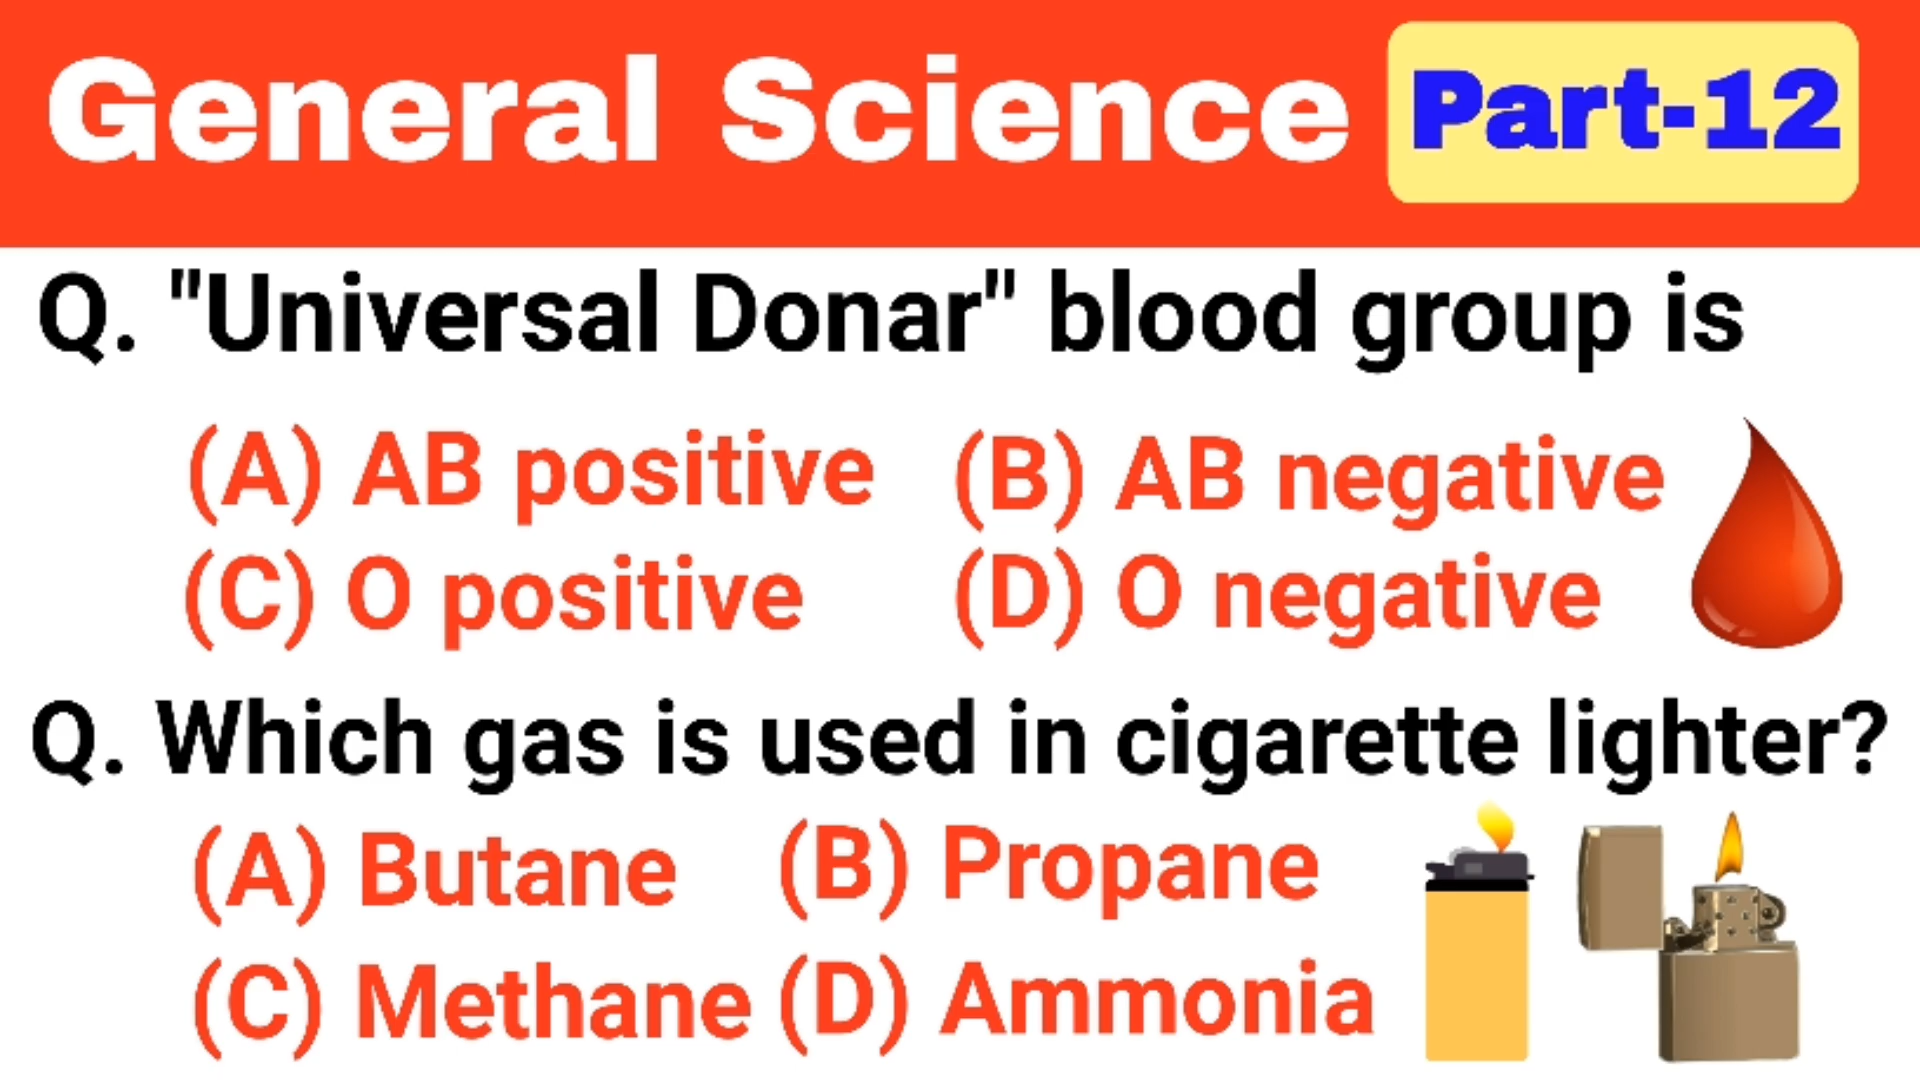 General Science Part-12
Q. "Universal Donar" blood group is
(A) AB positive (B) AB negative
(C) O positive (D) O negative
Q. Which gas is used in cigarette lighter?
(A) Butane (B) Propane
(C) Methane (D) Ammonia